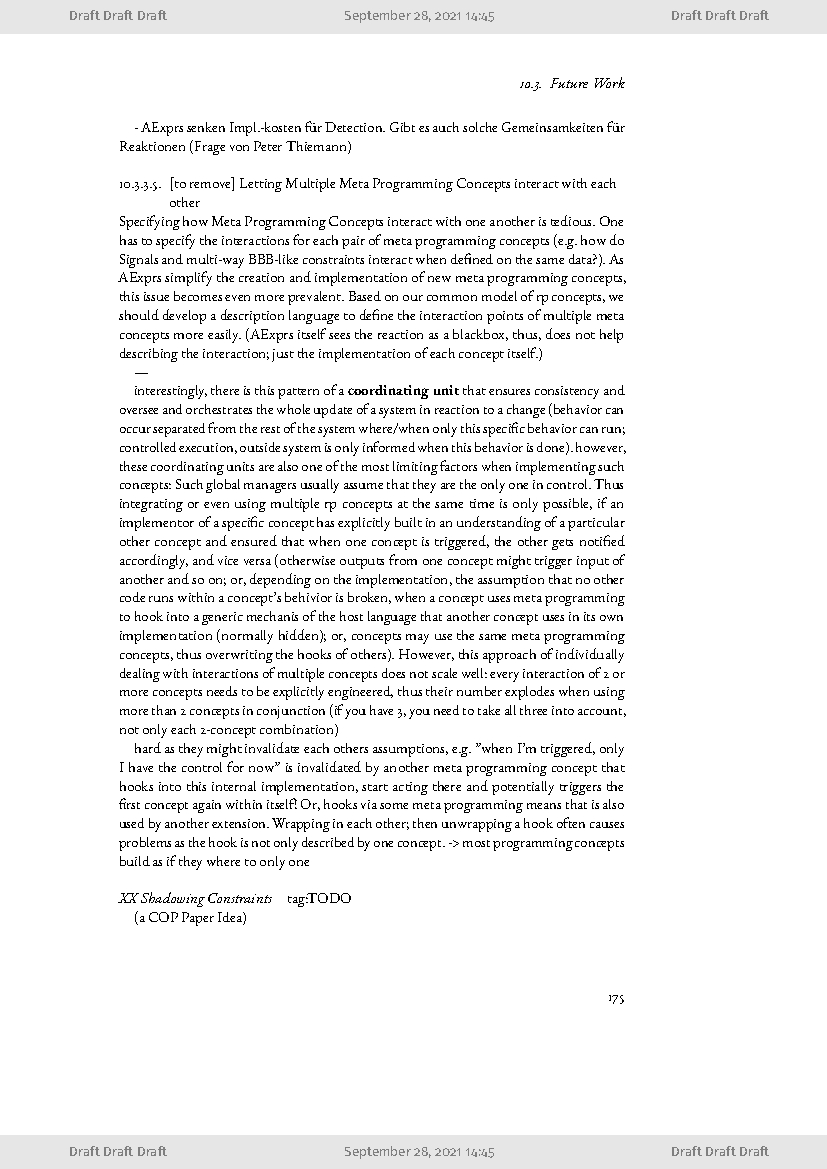 Draft Draft Draft September 28, 2021 14:45 Draft Draft Draft
10.3. Future Work
- AExprs senken Impl.-kosten für Detection. Gibt es auch solche Gemeinsamkeiten für
Reaktionen (Frage von Peter Thiemann)
10.3.3.5. [to remove] Letting Multiple Meta Programming Concepts interact with each
other
Specifying how Meta Programming Concepts interact with one another is tedious. One
has to specify the interactions for each pair of meta programming concepts (e.g. how do
Signals and multi-way BBB-like constraints interact when defined on the same data?). As
AExprs simplify the creation and implementation of new meta programming concepts,
this issue becomes even more prevalent. Based on our common model of rp concepts, we
should develop a description language to define the interaction points of multiple meta
concepts more easily. (AExprs itself sees the reaction as a blackbox, thus, does not help
describing the interaction; just the implementation of each concept itself.)
—
interestingly, there is this pattern of a coordinating unit that ensures consistency and
oversee and orchestrates the whole update of a system in reaction to a change (behavior can
occur separated from the rest of the system where/when only this specific behavior can run;
controlled execution, outside system is only informed when this behavior is done). however,
these coordinating units are also one of the most limiting factors when implementing such
concepts: Such global managers usually assume that they are the only one in control. Thus
integrating or even using multiple rp concepts at the same time is only possible, if an
implementor of a specific concept has explicitly built in an understanding of a particular
other concept and ensured that when one concept is triggered, the other gets notified
accordingly, and vice versa (otherwise outputs from one concept might trigger input of
another and so on; or, depending on the implementation, the assumption that no other
code runs within a concept's behivior is broken, when a concept uses meta programming
to hook into a generic mechanis of the host language that another concept uses in its own
implementation (normally hidden); or, concepts may use the same meta programming
concepts, thus overwriting the hooks of others). However, this approach of individually
dealing with interactions of multiple concepts does not scale well: every interaction of 2 or
more concepts needs to be explicitly engineered, thus their number explodes when using
more than 2 concepts in conjunction (if you have 3, you need to take all three into account,
not only each 2-concept combination)
hard as they might invalidate each others assumptions, e.g. "when I'm triggered, only
I have the control for now" is invalidated by another meta programming concept that
hooks into this internal implementation, start acting there and potentially triggers the
first concept again within itself! Or, hooks via some meta programming means that is also
used by another extension. Wrapping in each other; then unwrapping a hook often causes
problems as the hook is not only described by one concept. -> most programming concepts
build as if they where to only one
XX Shadowing Constraints tag:TODO
(a COP Paper Idea)
175
Draft Draft Draft September 28, 2021 14:45 Draft Draft Draft